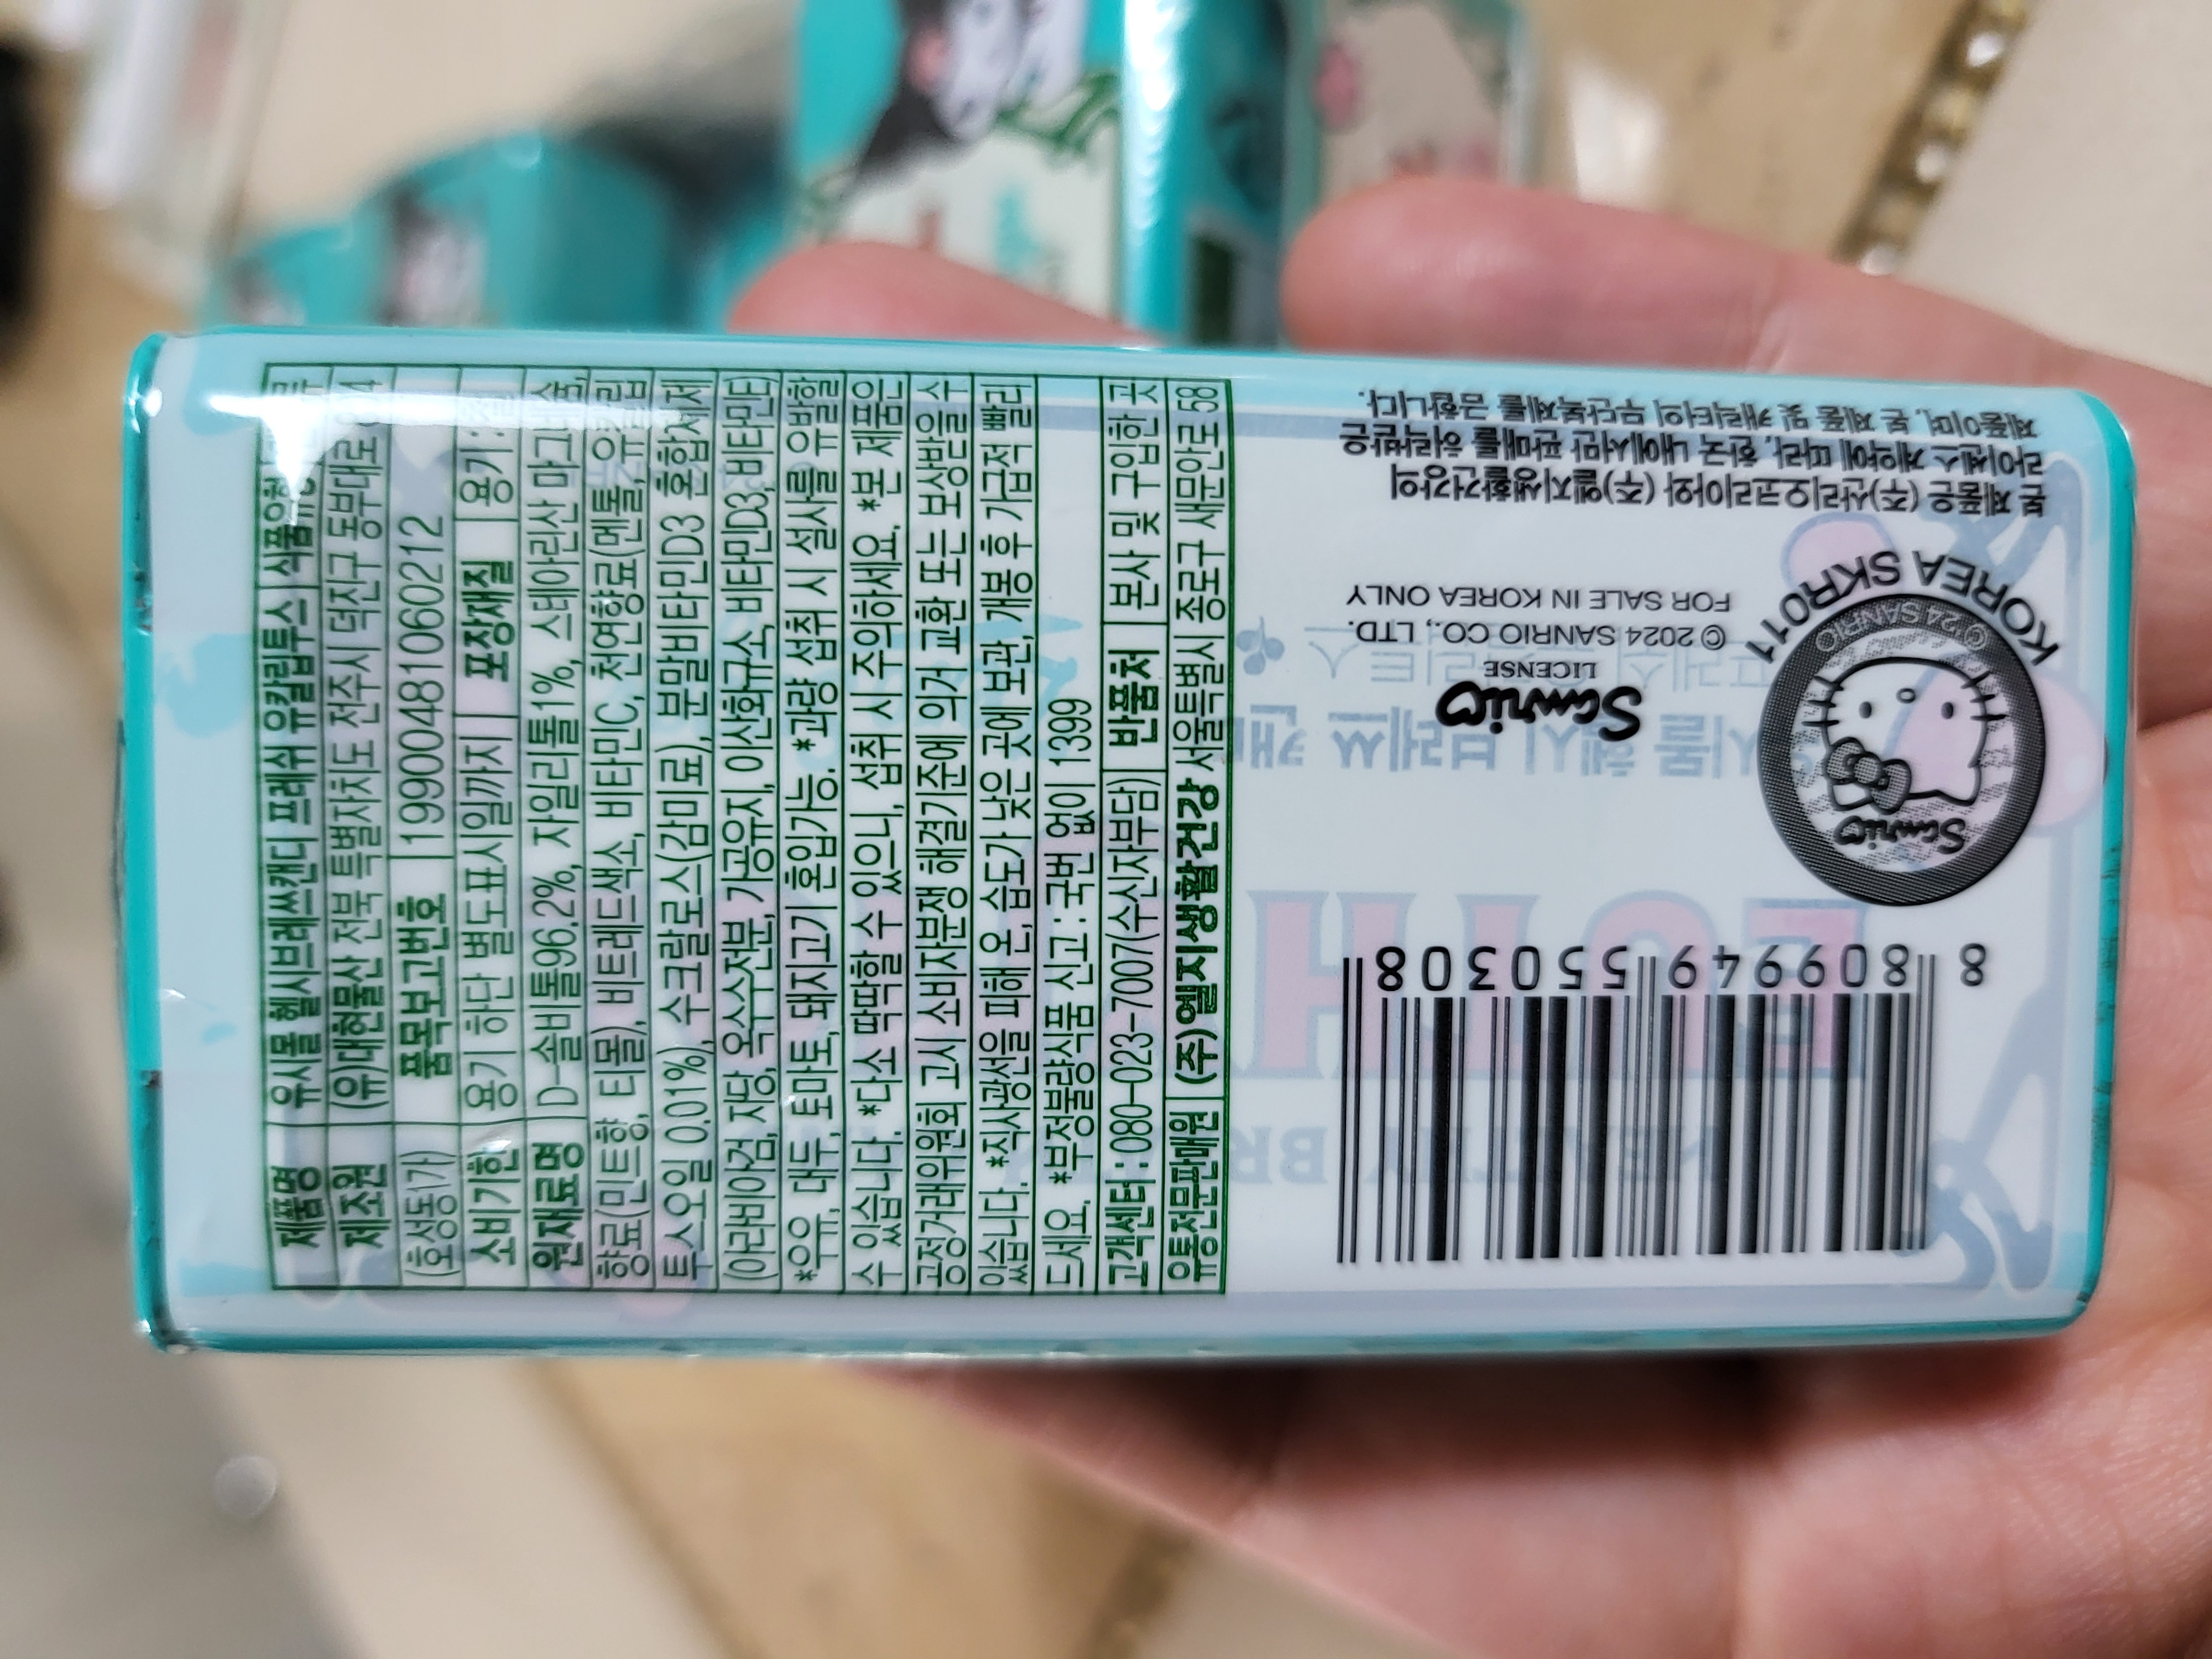 제품명 유시몰 헬시브레쓰캔디 프레쉬 유칼립투스 식품유형
제조원 (유)대현물산 전북 특별자치도 전주시 덕진구 동부대로
(호성동1가) 품목보고번호 19990481060212
소비기한 용기 하단 별도표시일까지 포장재질 용기 :
원재료명 D-솔비톨96.2%, 자일리톨1%, 스테아린산
향료(민트향, 티몰), 비트레드색소, 비타민C, 천연향료(멘톨, 유칼립
투스오일 0.01%), 수크랄로스(감미료), 분말비타민D3 혼합제제
(아라비아검, 자당, 옥수수전분, 가공유지, 이산화규소, 비타민D3, 비타민E)
*우유, 대두, 토마토, 돼지고기 혼입가능. *과량 섭취 시 설사를 유발할
수 있습니다. *다소 딱딱할 수 있으니, 섭취 시 주의하세요. *본 제품은
공정거래위원회 고시 소비자분쟁 해결기준에 의거 교환 또는 보상받을 수
있습니다. *직사광선을 피해 온, 습도가 낮은 곳에 보관, 개봉 후 가급적 빨리
드세요. *부정불량식품 신고 : 국번 없이 1399
고객센터 : 080-023-7007(수신자부담) 반품처 본사 및 구입한 곳
유통전문판매원 (주)엘지생활건강 서울특별시 종로구 새문안로 58
본 제품은 (주)산리오코리아와 (주)엘지생활건강의
라이센스 계약에 따라, 한국 내에서만 판매를 허락받은
제품이며, 본 제품 및 캐릭터의 무단복제를 금합니다.
KOREA SKR011
©'24 SANRIO
Sanrio
Sanrio
LICENSE
© 2024 SANRIO CO., LTD.
FOR SALE IN KOREA ONLY
8 809949 550308